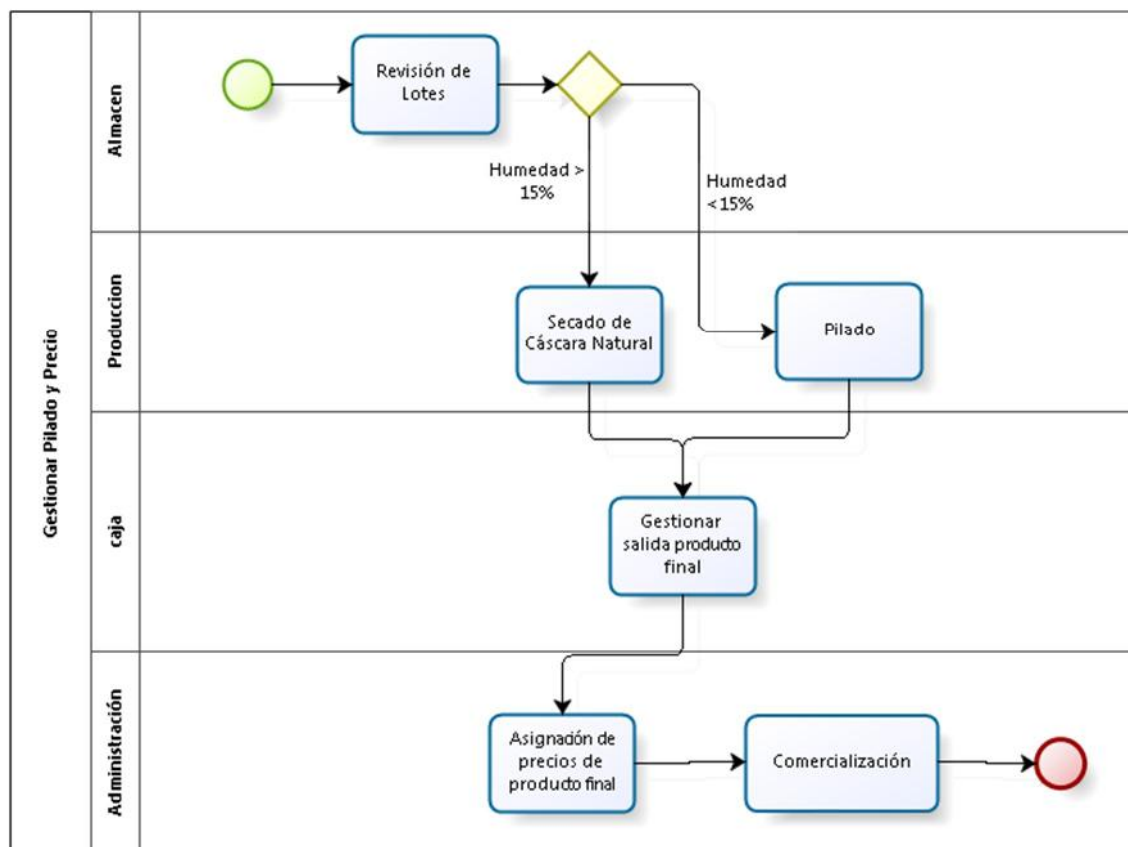 Gestionar Pilado y Precio
Almacen
Revisión de
Lotes
Humedad >
15%
Humedad
<15%
Produccion
Secado de
Cáscara Natural
Pilado
caja
Gestionar
salida producto
final
Administración
Asignación de
precios de
producto final
Comercialización